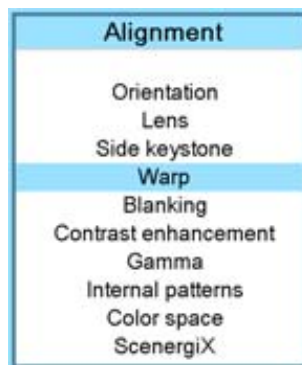 Alignment
Orientation
Lens
Side keystone
Warp
Blanking
Contrast enhancement
Gamma
Internal patterns
Color space
ScenergiX